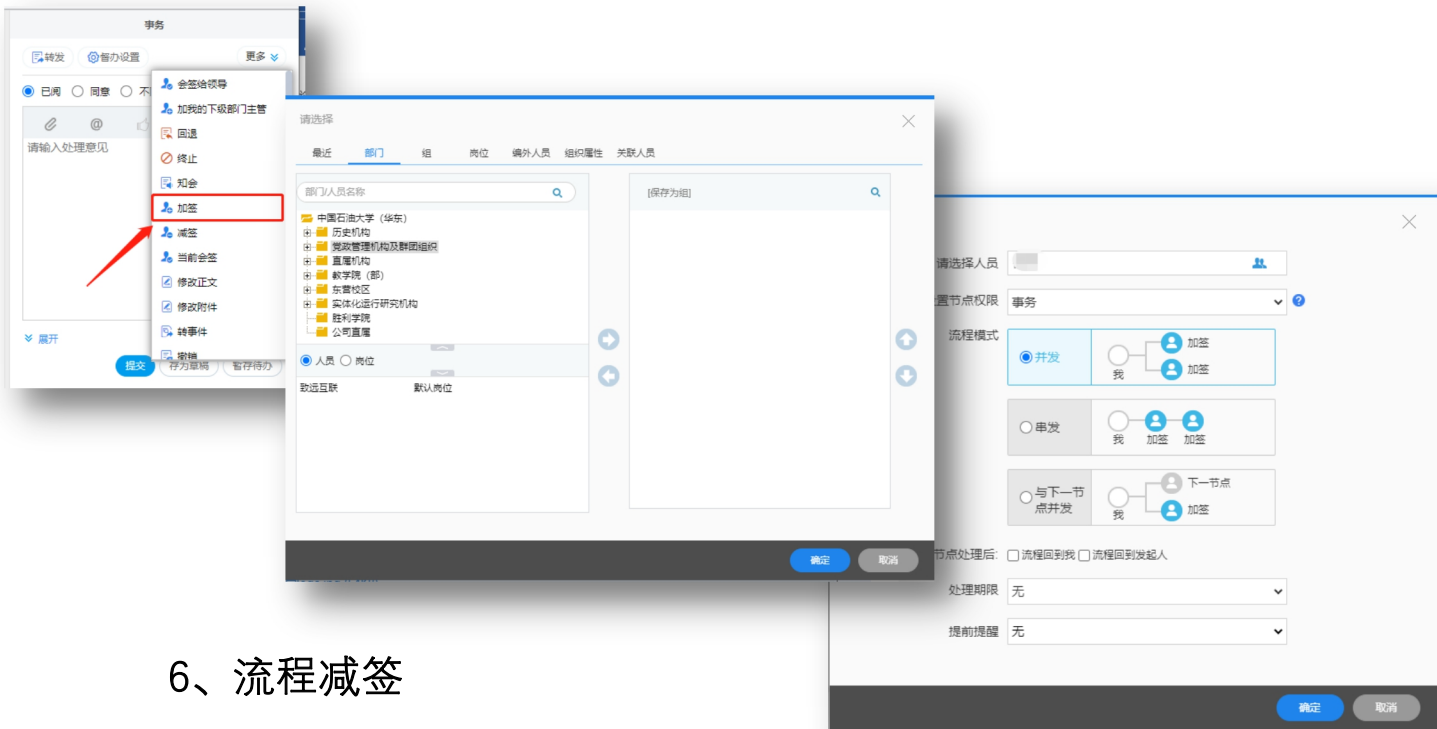 事务
转发 智办设置 更多
已阅 同意 不
请输入处理意见
展开
提交 存为草稿 暂存待办
会签给领导
加我的下级部门主管
回退
终止
知会
加签
减签
当前会签
修改正文
修改附件
转事件
撤销
请选择
最近 部门 组 岗位 编外人员 组织属性 关联人员
部门/人员名称
中国石油大学（华东）
历史机构
党政管理机构及群团组织
直属机构
教学院（部）
东营校区
实体化运行研究机构
胜利学院
公司直属
人员 岗位
致远互联 默认岗位
[保存为组]
确定 取消
请选择人员
置节点权限 事务
流程模式
并发 我 加签 加签
串发 我 加签 加签
与下一节
点并发 我 下一节点 加签
节点处理后: 流程回到我 流程回到发起人
处理期限 无
提前提醒 无
确定 取消
6、流程减签